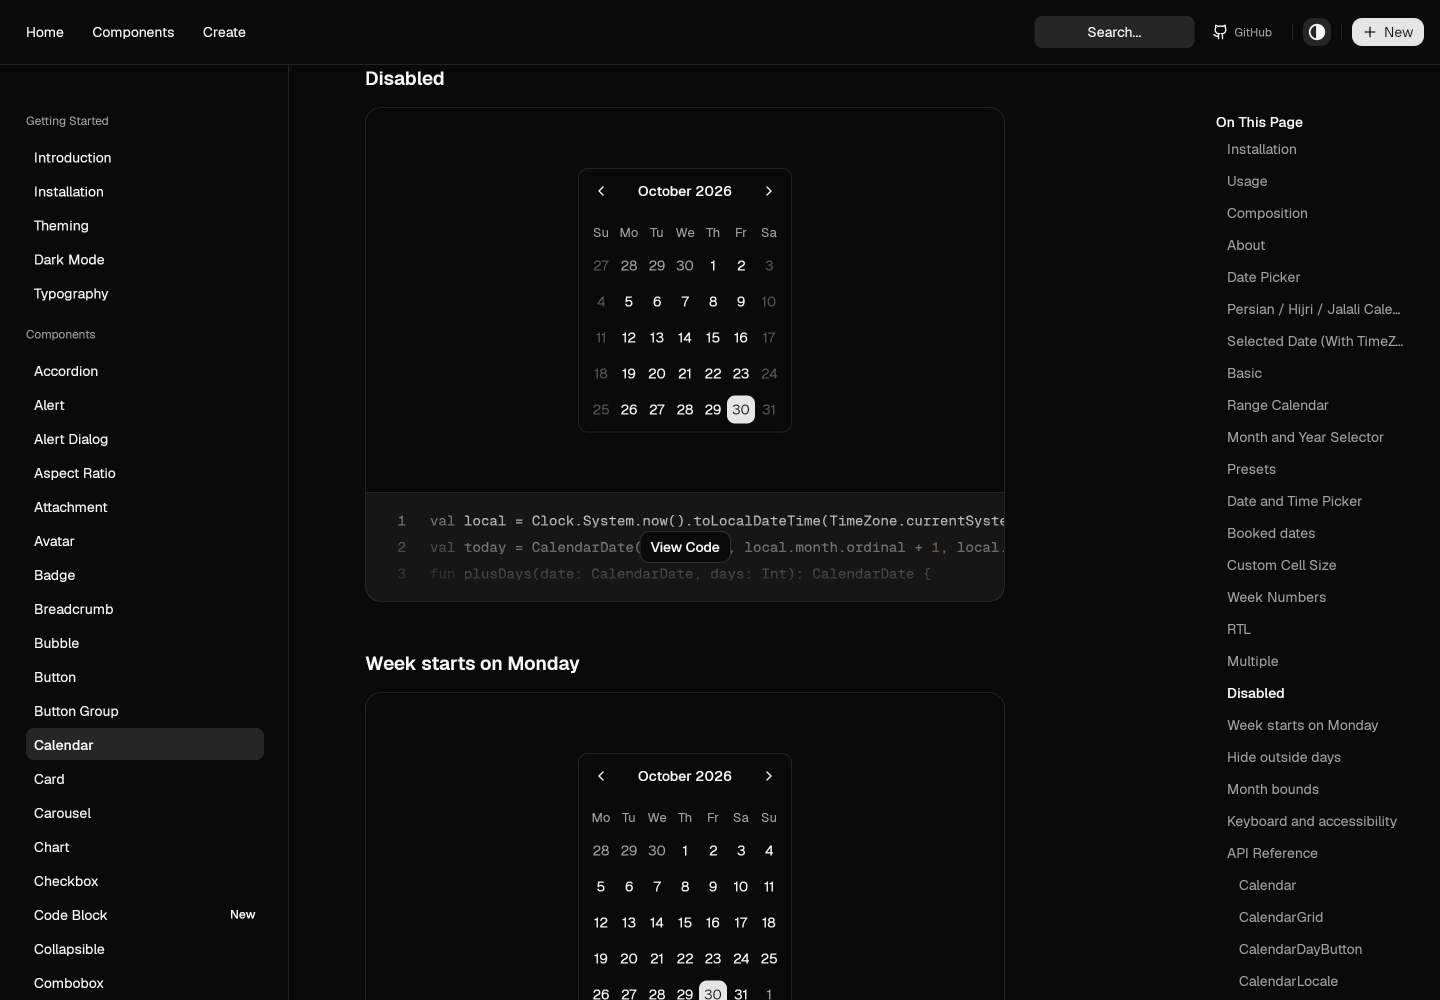 Home Components Create Search... GitHub New
Getting Started
Introduction
Installation
Theming
Dark Mode
Typography
Components
Accordion
Alert
Alert Dialog
Aspect Ratio
Attachment
Avatar
Badge
Breadcrumb
Bubble
Button
Button Group
Calendar
Card
Carousel
Chart
Checkbox
Code Block New
Collapsible
Combobox
Disabled
October 2026
Su Mo Tu We Th Fr Sa
27 28 29 30 1 2 3
4 5 6 7 8 9 10
11 12 13 14 15 16 17
18 19 20 21 22 23 24
25 26 27 28 29 30 31
1 val local = Clock.System.now().toLocalDateTime(TimeZone.currentSyste
2 val today = CalendarDate( View Code , local.month.ordinal + 1, local.
3 fun plusDays(date: CalendarDate, days: Int): CalendarDate {
Week starts on Monday
October 2026
Mo Tu We Th Fr Sa Su
28 29 30 1 2 3 4
5 6 7 8 9 10 11
12 13 14 15 16 17 18
19 20 21 22 23 24 25
26 27 28 29 30 31 1
On This Page
Installation
Usage
Composition
About
Date Picker
Persian / Hijri / Jalali Cale...
Selected Date (With TimeZ...
Basic
Range Calendar
Month and Year Selector
Presets
Date and Time Picker
Booked dates
Custom Cell Size
Week Numbers
RTL
Multiple
Disabled
Week starts on Monday
Hide outside days
Month bounds
Keyboard and accessibility
API Reference
Calendar
CalendarGrid
CalendarDayButton
CalendarLocale